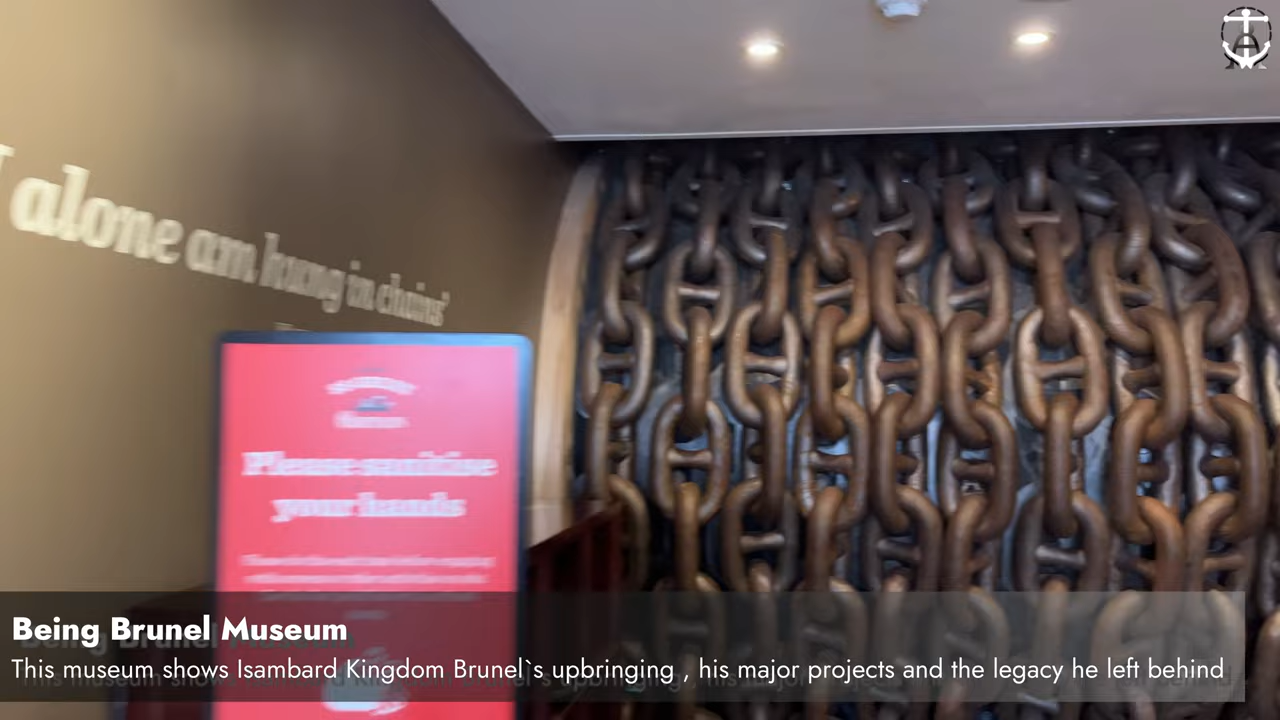 alone am hung in chains'
Please sanitise
your hands
Being Brunel Museum
This museum shows Isambard Kingdom Brunel`s upbringing , his major projects and the legacy he left behind